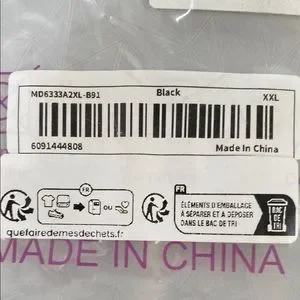 MD6333A2XL-B91 Black XXL
6091444808 Made In China
FR
FR
ÉLÉMENTS D'EMBALLAGE
À SÉPARER ET À DÉPOSER
DANS LE BAC DE TRI
BAC
DE
TRI
OU
quefairedemesdechets.fr
MADE IN CHINA